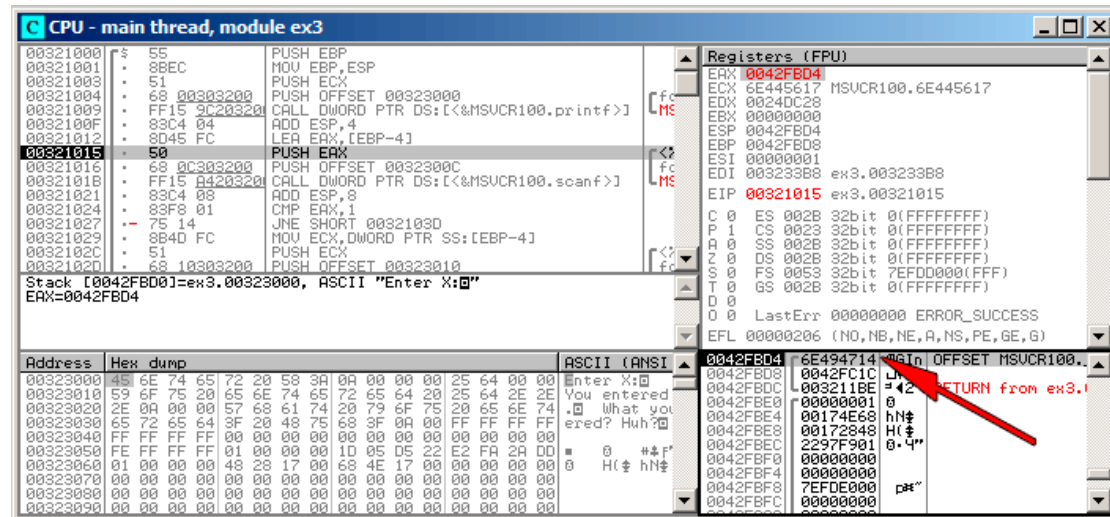 CPU - main thread, module ex3
00321000 $ 55 PUSH EBP
00321001 . 8BEC MOV EBP,ESP
00321003 . 51 PUSH ECX
00321004 . 68 00303200 PUSH OFFSET 00323000
00321009 . FF15 9C203200 CALL DWORD PTR DS:[<&MSVCR100.printf>]
0032100F . 83C4 04 ADD ESP,4
00321012 . 8D45 FC LEA EAX,[EBP-4]
00321015 . 50 PUSH EAX
00321016 . 68 0C303200 PUSH OFFSET 0032300C
0032101B . FF15 A4203200 CALL DWORD PTR DS:[<&MSVCR100.scanf>]
00321021 . 83C4 08 ADD ESP,8
00321024 . 83F8 01 CMP EAX,1
00321027 .- 75 14 JNE SHORT 0032103D
00321029 . 8B4D FC MOV ECX,DWORD PTR SS:[EBP-4]
0032102C . 51 PUSH ECX
0032102D . 68 10303200 PUSH OFFSET 00323010
Stack [0042FBD0]=ex3.00323000, ASCII "Enter X:"
EAX=0042FBD4
Registers (FPU)
EAX 0042FBD4
ECX 6E445617 MSVCR100.6E445617
EDX 0024DC28
EBX 00000000
ESP 0042FBD4
EBP 0042FBD8
ESI 00000001
EDI 003233B8 ex3.003233B8
EIP 00321015 ex3.00321015
C 0 ES 002B 32bit 0(FFFFFFFF)
P 1 CS 0023 32bit 0(FFFFFFFF)
A 0 SS 002B 32bit 0(FFFFFFFF)
Z 0 DS 002B 32bit 0(FFFFFFFF)
S 0 FS 0053 32bit 7EFDD000(FFF)
T 0 GS 002B 32bit 0(FFFFFFFF)
D 0
O 0 LastErr 00000000 ERROR_SUCCESS
EFL 00000206 (NO,NB,NE,A,NS,PE,GE,G)
Address Hex dump ASCII (ANSI
00323000 45 6E 74 65 72 20 58 3A 0A 00 00 00 25 64 00 00 Enter X:
00323010 59 6F 75 20 65 6E 74 65 72 65 64 20 25 64 2E 2E You entered
00323020 2E 0A 00 00 57 68 61 74 20 79 6F 75 20 65 6E 74 . What you
00323030 65 72 65 64 3F 20 48 75 68 3F 0A 00 FF FF FF FF ered? Huh?
00323040 FF FF FF FF 00 00 00 00 00 00 00 00 00 00 00 00
00323050 FE FF FF FF 01 00 00 00 1D 05 D5 22 E2 FA 2A DD
00323060 01 00 00 00 48 28 17 00 68 4E 17 00 00 00 00 00 H( hN
00323070 00 00 00 00 00 00 00 00 00 00 00 00 00 00 00 00
00323080 00 00 00 00 00 00 00 00 00 00 00 00 00 00 00 00
00323090 00 00 00 00 00 00 00 00 00 00 00 00 00 00 00 00
0042FBD4 6E494714 GIn OFFSET MSVCR100.
0042FBD8 0042FC1C
0042FBDC 003211BE RETURN from ex3.
0042FBE0 00000001
0042FBE4 00174E68 hN
0042FBE8 00172848 H(
0042FBEC 2297F901
0042FBF0 00000000
0042FBF4 00000000
0042FBF8 7EFDE000
0042FBFC 00000000